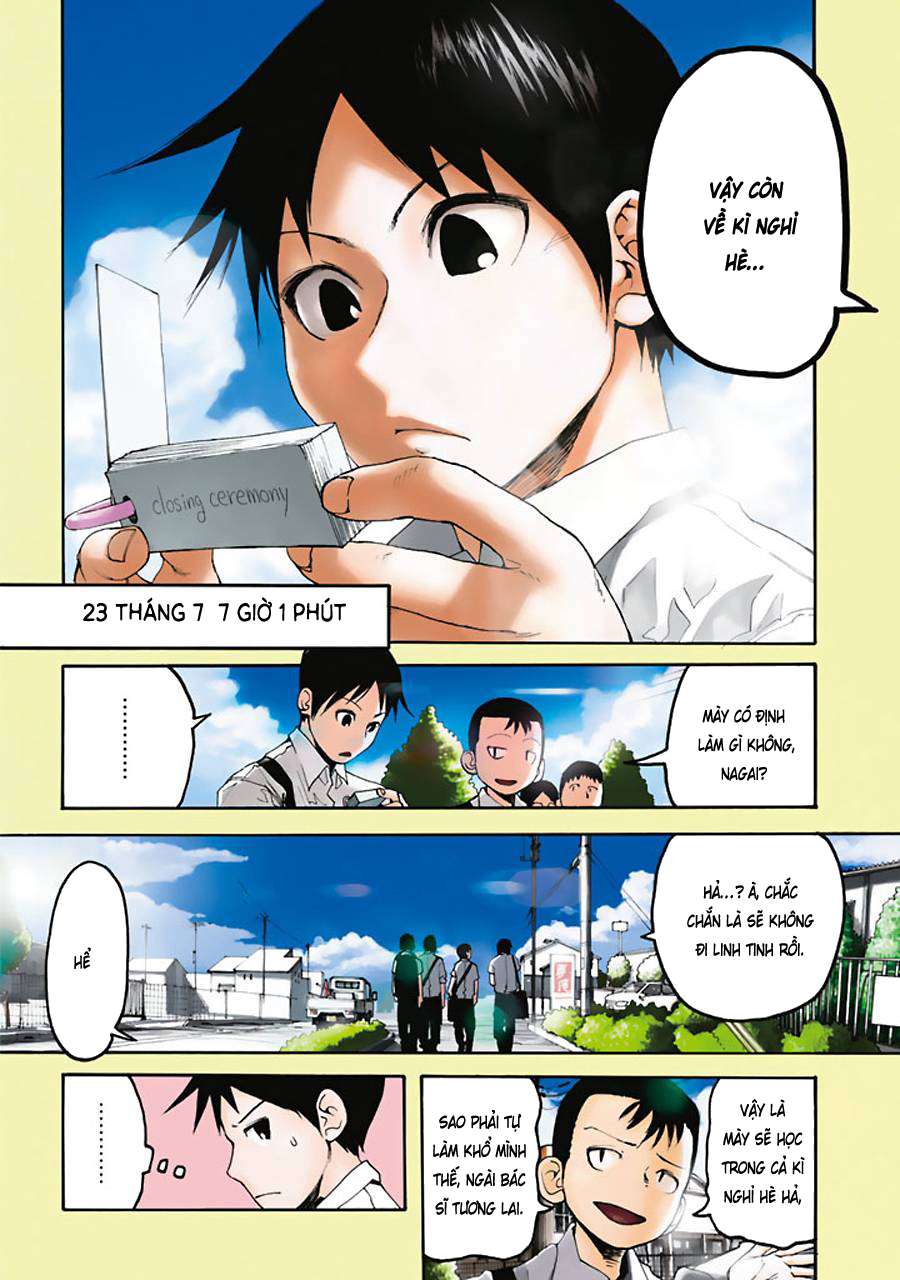 VẬY CÒN
VỀ KÌ NGHỈ
HÈ...
closing ceremony
23 THÁNG 7 7 GIỜ 1 PHÚT
MÀY CÓ ĐỊNH
LÀM GÌ KHÔNG,
NAGAI?
.........
HẢ...? À, CHẮC
CHẮN LÀ SẼ KHÔNG
ĐI LINH TINH RỒI.
HỂ
VẬY LÀ
MÀY SẼ HỌC
TRONG CẢ KÌ
NGHỈ HÈ HẢ,
SAO PHẢI TỰ
LÀM KHỔ MÌNH
THẾ, NGÀI BÁC
SĨ TƯƠNG LAI.
.........